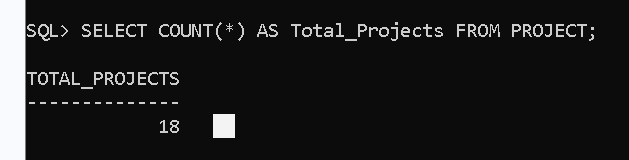 SQL> SELECT COUNT(*) AS Total_Projects FROM PROJECT;
TOTAL_PROJECTS
--------------
18